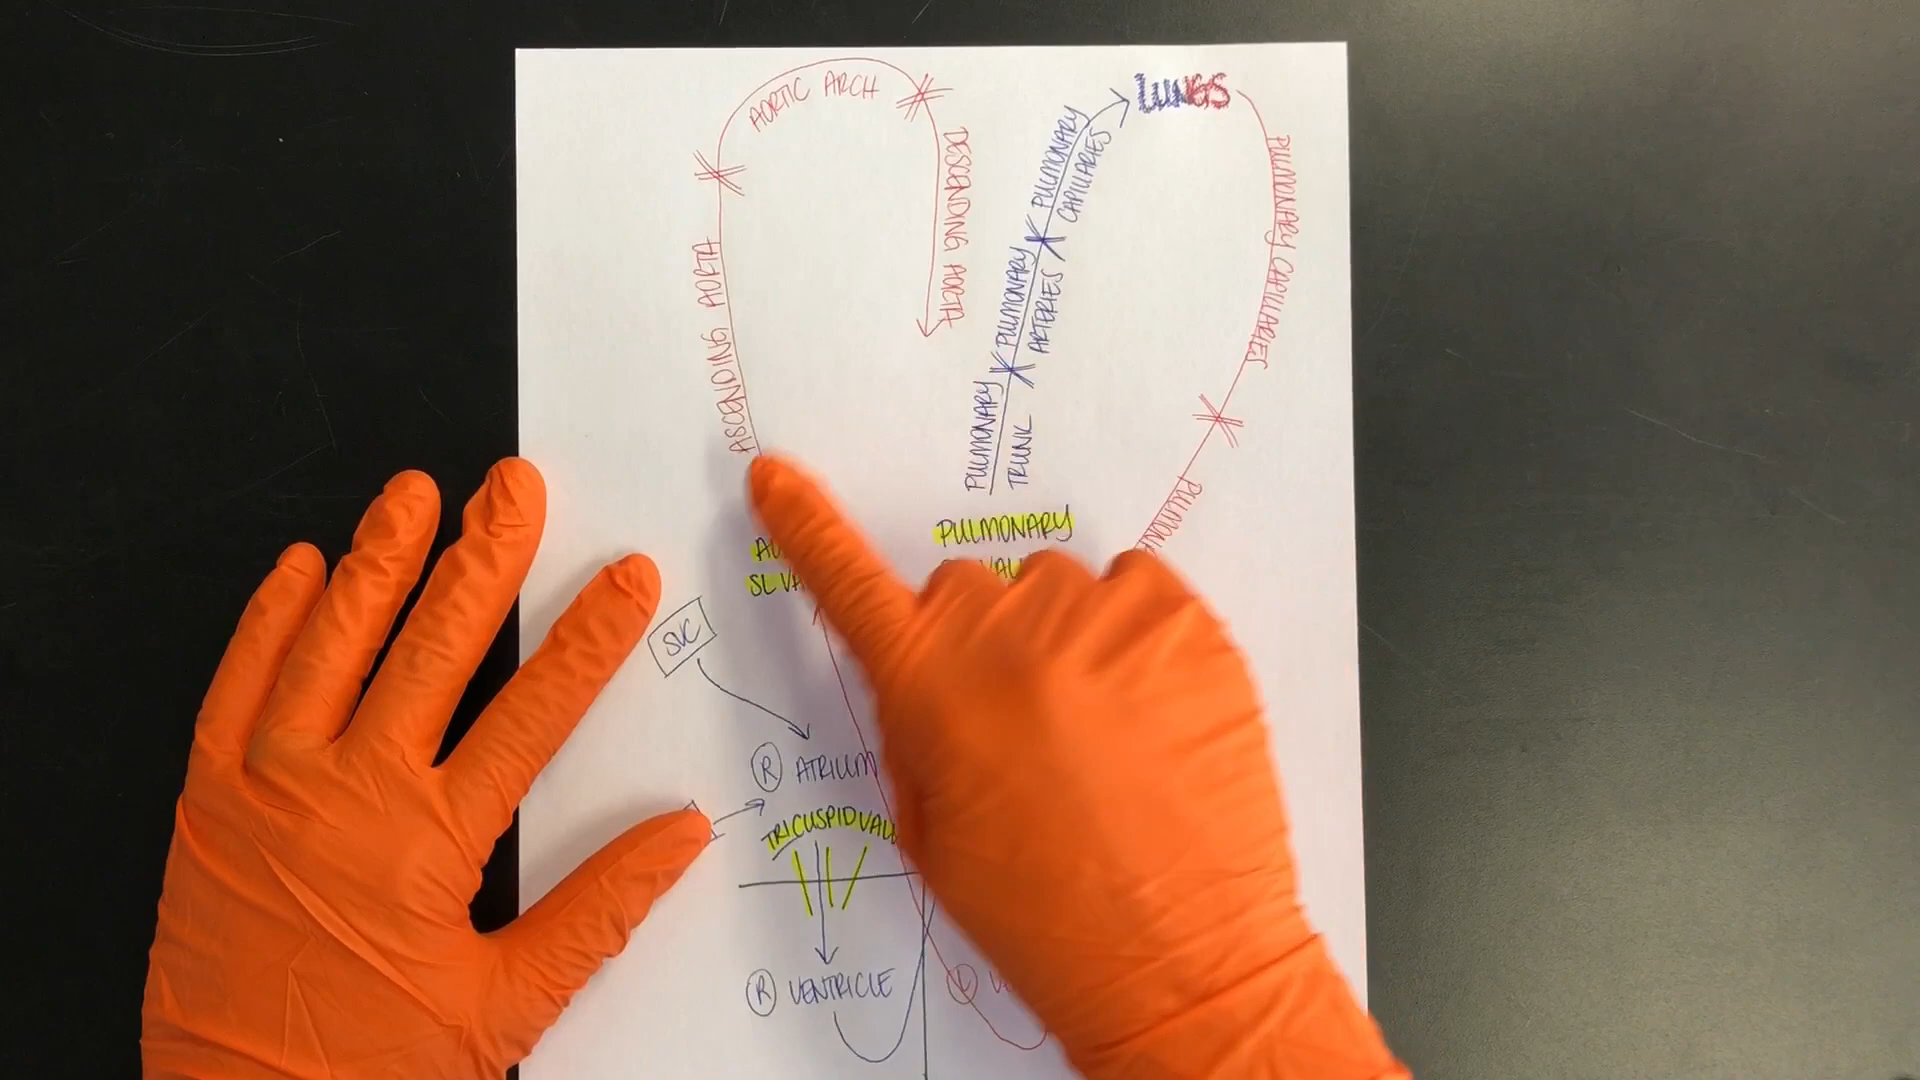 AORTIC ARCH
LUNGS
DESCENDING AORTA
ASCENDING AORTA
PULMONARY
CAPILLARIES
PULMONARY
ARTERIES
PULMONARY
TRUNK
PULMONARY CAPILLARIES
PULMONARY
SL
SVC
R ATRIUM
TRICUSPID
R VENTRICLE
L